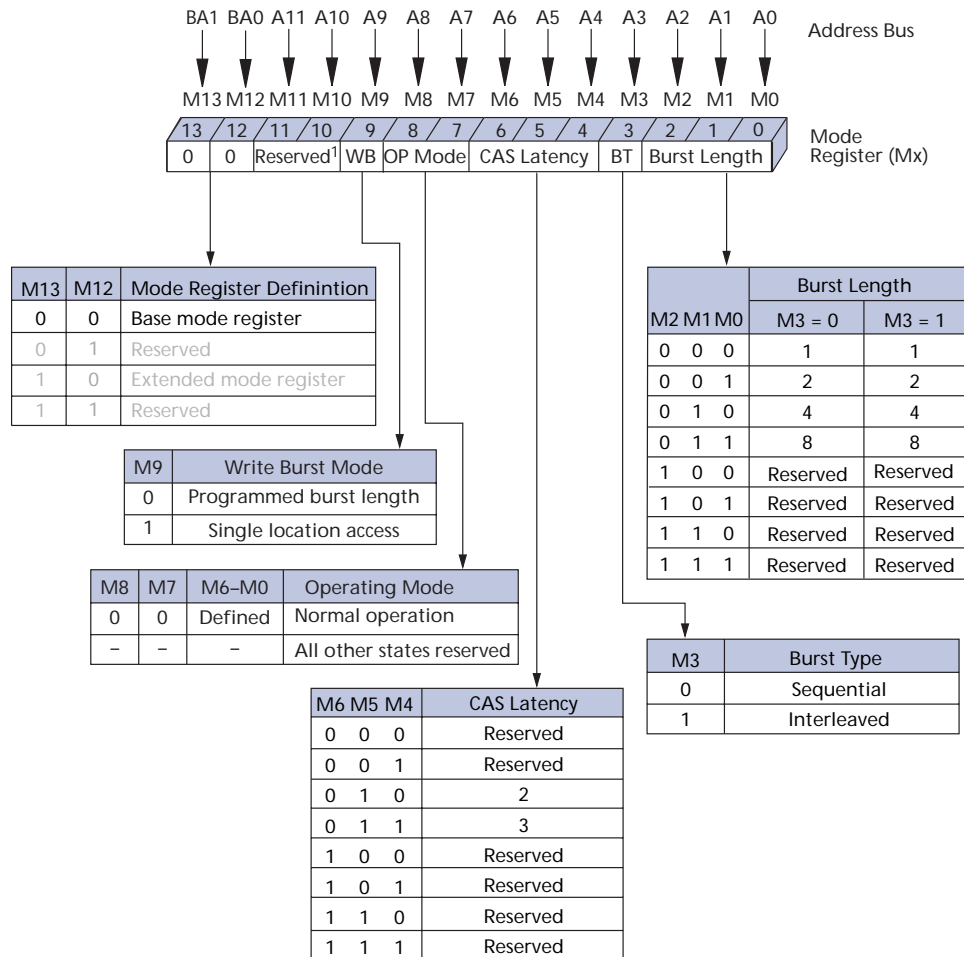 BA1 BA0 A11 A10 A9 A8 A7 A6 A5 A4 A3 A2 A1 A0
Address Bus
M13 M12 M11 M10 M9 M8 M7 M6 M5 M4 M3 M2 M1 M0
13 12 11 10 9 8 7 6 5 4 3 2 1 0
Mode
Register (Mx)
0 0 Reserved1 WB OP Mode CAS Latency BT Burst Length
M13 M12 Mode Register Definintion
0 0 Base mode register
0 1 Reserved
1 0 Extended mode register
1 1 Reserved
Burst Length
M2 M1 M0 M3 = 0 M3 = 1
0 0 0 1 1
0 0 1 2 2
0 1 0 4 4
0 1 1 8 8
1 0 0 Reserved Reserved
1 0 1 Reserved Reserved
1 1 0 Reserved Reserved
1 1 1 Reserved Reserved
M9 Write Burst Mode
0 Programmed burst length
1 Single location access
M8 M7 M6–M0 Operating Mode
0 0 Defined Normal operation
– – – All other states reserved
M3 Burst Type
0 Sequential
1 Interleaved
M6 M5 M4 CAS Latency
0 0 0 Reserved
0 0 1 Reserved
0 1 0 2
0 1 1 3
1 0 0 Reserved
1 0 1 Reserved
1 1 0 Reserved
1 1 1 Reserved